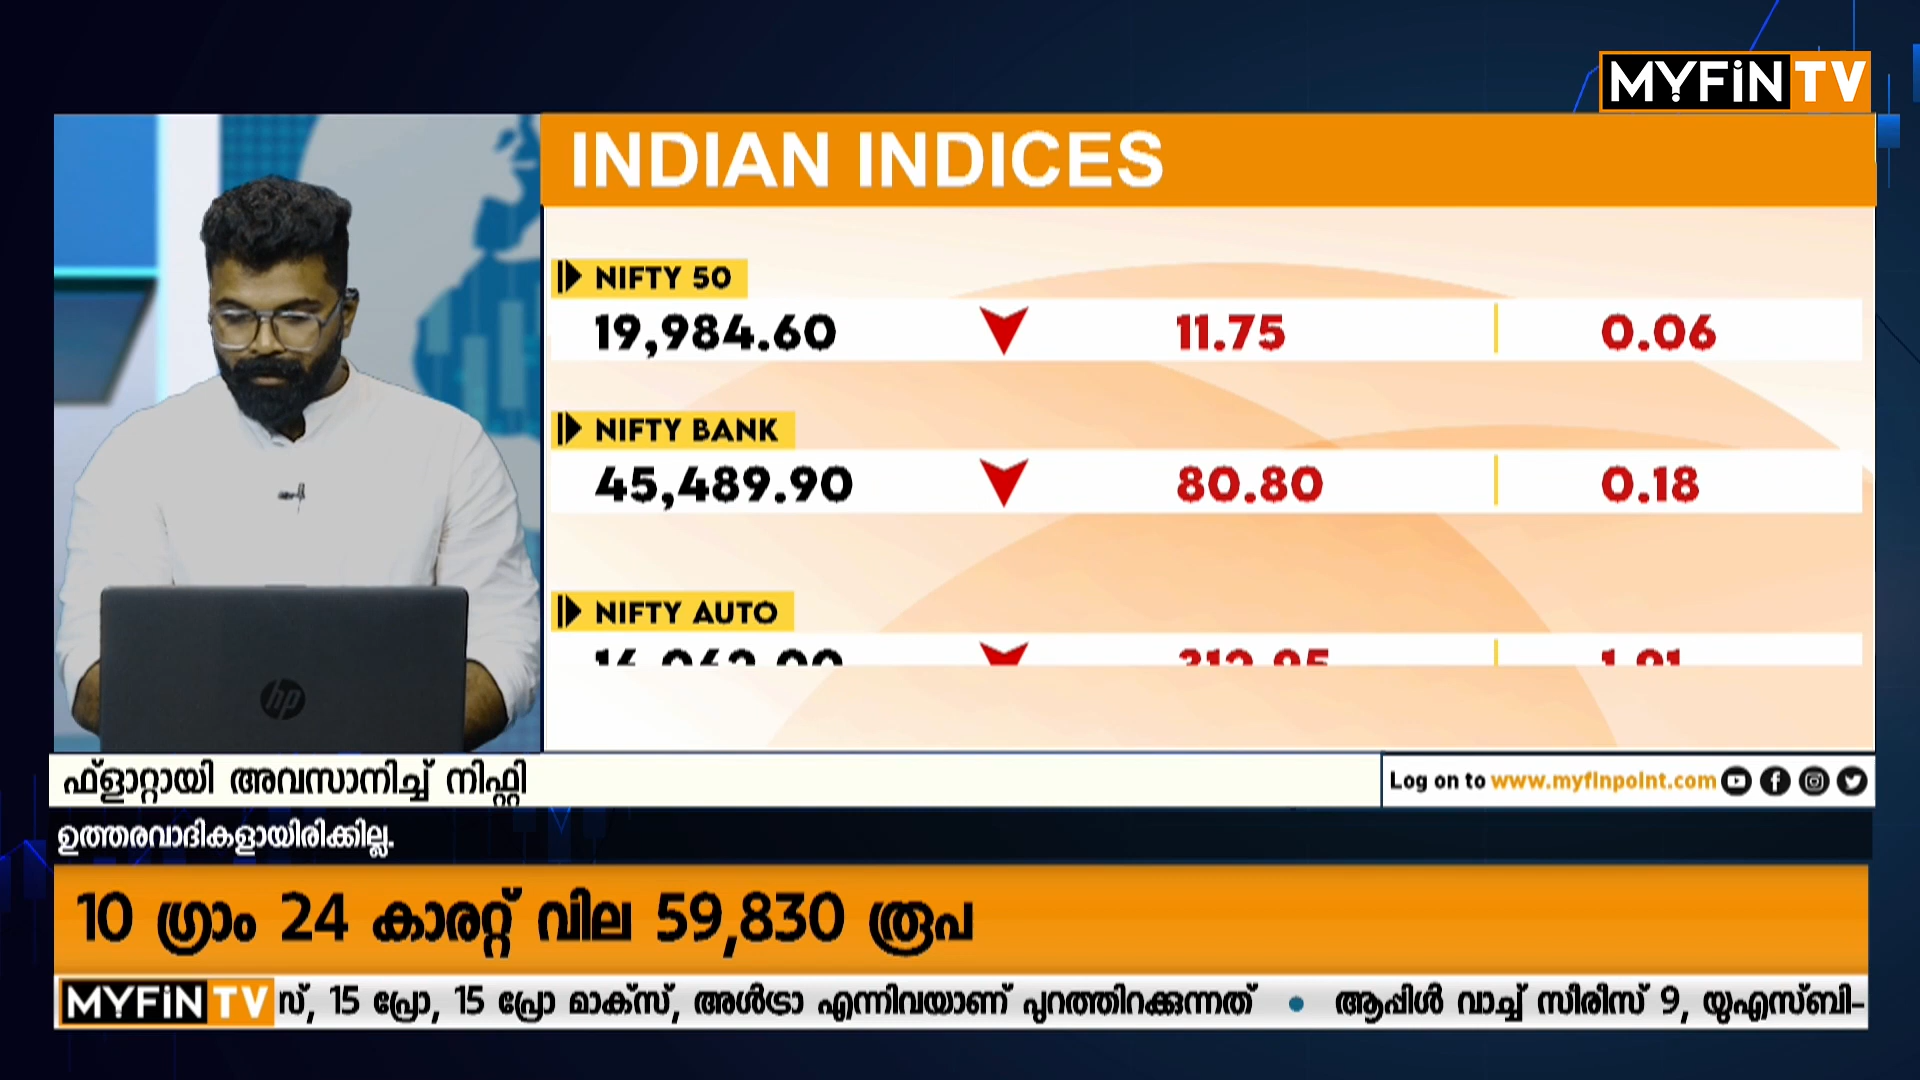 MYFiN TV
INDIAN INDICES
NIFTY 50
19,984.60 11.75 0.06
NIFTY BANK
45,489.90 80.80 0.18
NIFTY AUTO
ഫ്ളാറ്റായി അവസാനിച്ച് നിഫ്റ്റി
Log on to www.myfinpoint.com
ഉത്തരവാദികളായിരിക്കില്ല.
10 ഗ്രാം 24 കാരറ്റ് വില 59,830 രൂപ
MYFiN TV സ്, 15 പ്രോ, 15 പ്രോ മാക്സ്, അൾട്രാ എന്നിവയാണ് പുറത്തിറക്കുന്നത് • ആപ്പിൾ വാച്ച് സിരീസ് 9, യുഎസ്ബി-
hp